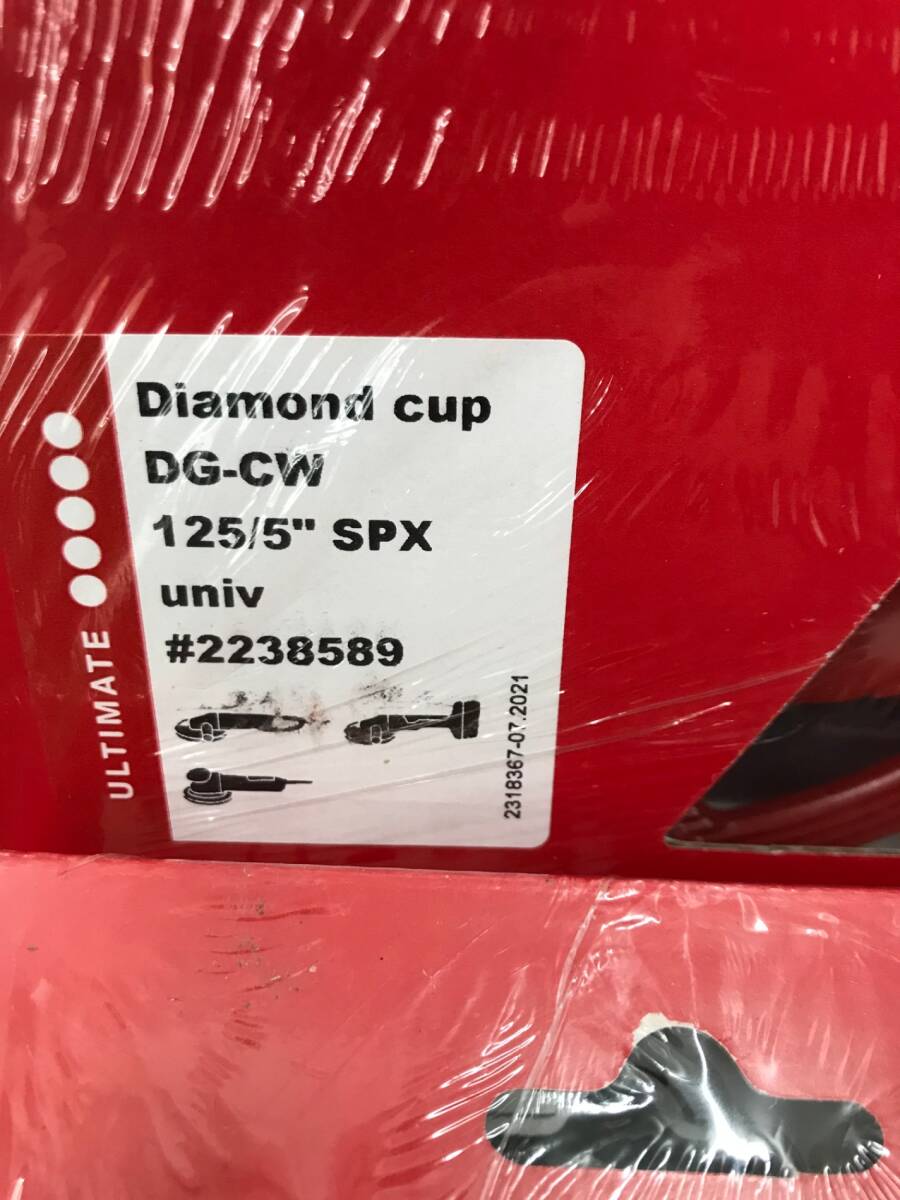 Diamond cup
DG-CW
125/5" SPX
univ
#2238589
ULTIMATE
2318367-07.2021